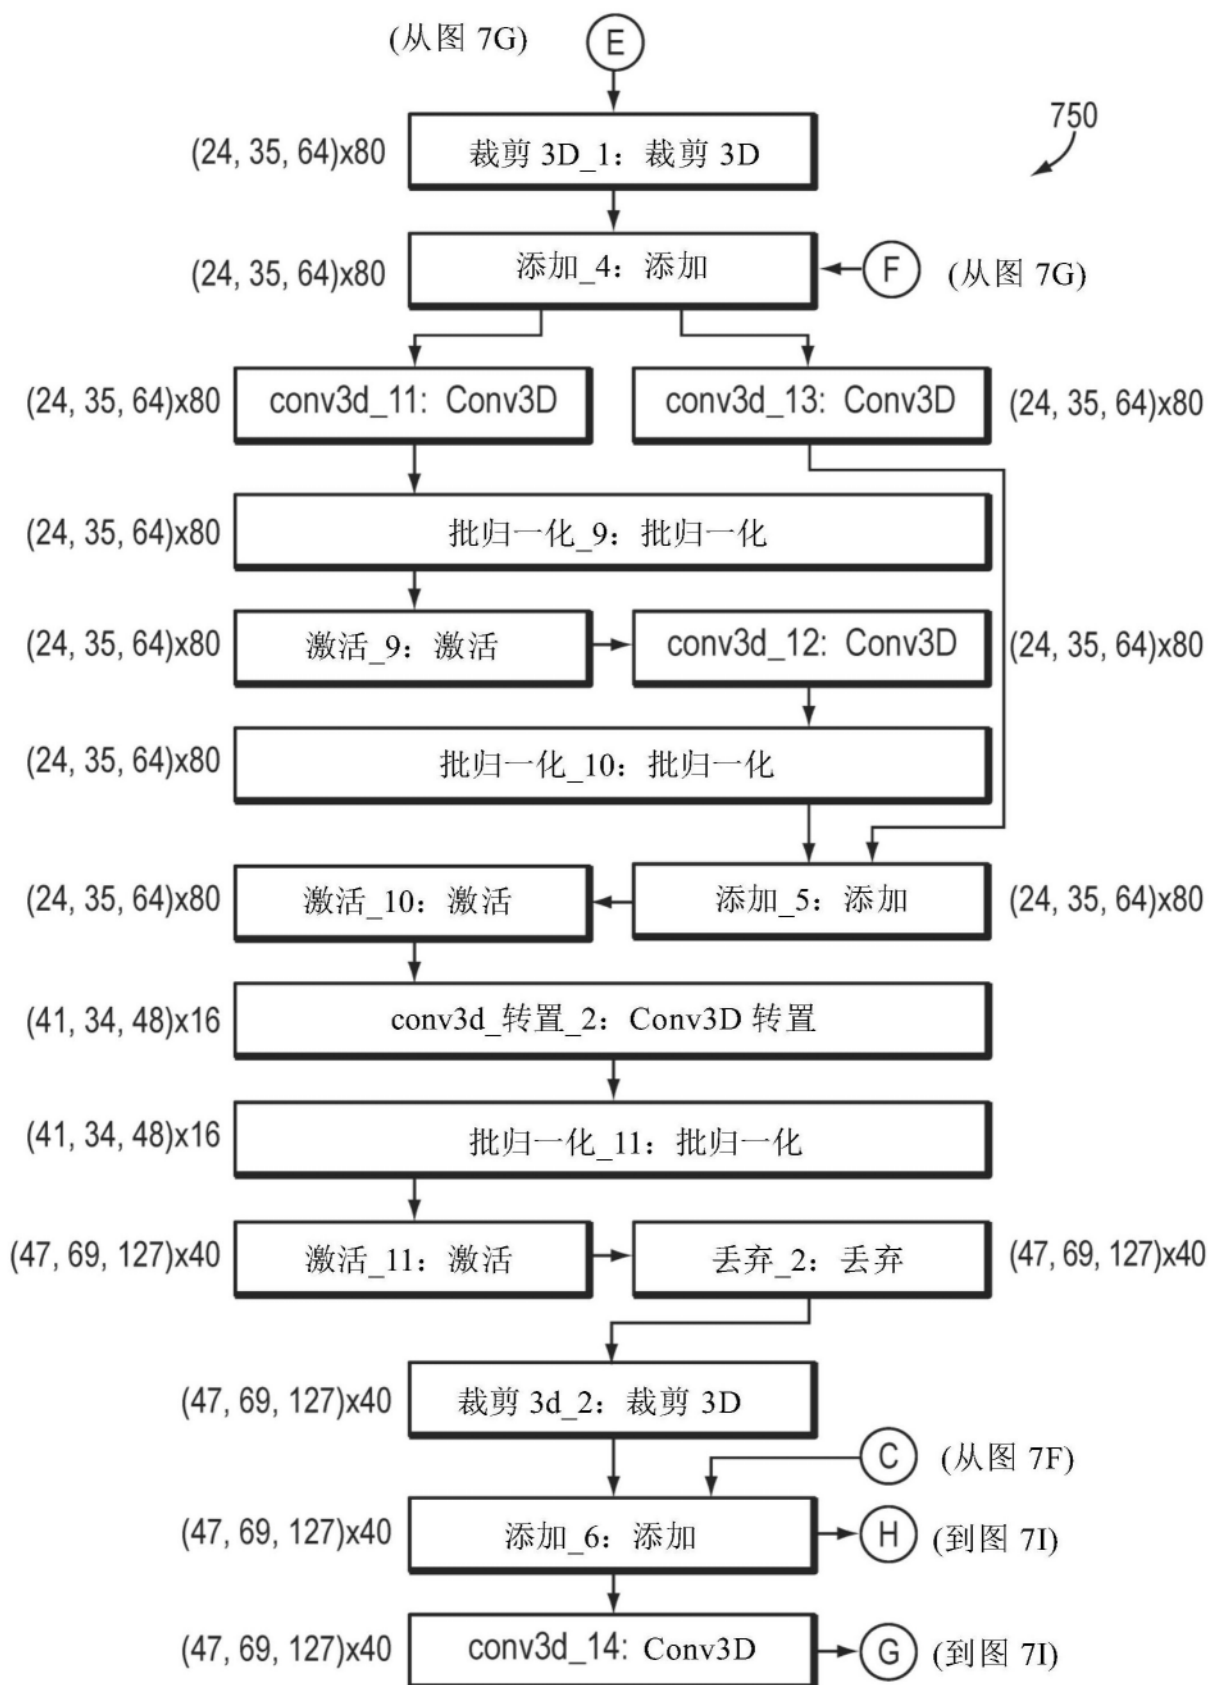 (从图 7G) E
750
(24, 35, 64)x80 裁剪 3D_1：裁剪 3D
(24, 35, 64)x80 添加_4：添加 F (从图 7G)
(24, 35, 64)x80 conv3d_11: Conv3D conv3d_13: Conv3D (24, 35, 64)x80
(24, 35, 64)x80 批归一化_9：批归一化
(24, 35, 64)x80 激活_9：激活 conv3d_12: Conv3D (24, 35, 64)x80
(24, 35, 64)x80 批归一化_10：批归一化
(24, 35, 64)x80 激活_10：激活 添加_5：添加 (24, 35, 64)x80
(41, 34, 48)x16 conv3d_转置_2：Conv3D 转置
(41, 34, 48)x16 批归一化_11：批归一化
(47, 69, 127)x40 激活_11：激活 丢弃_2：丢弃 (47, 69, 127)x40
(47, 69, 127)x40 裁剪 3d_2：裁剪 3D
C (从图 7F)
(47, 69, 127)x40 添加_6：添加 H (到图 7I)
(47, 69, 127)x40 conv3d_14: Conv3D G (到图 7I)